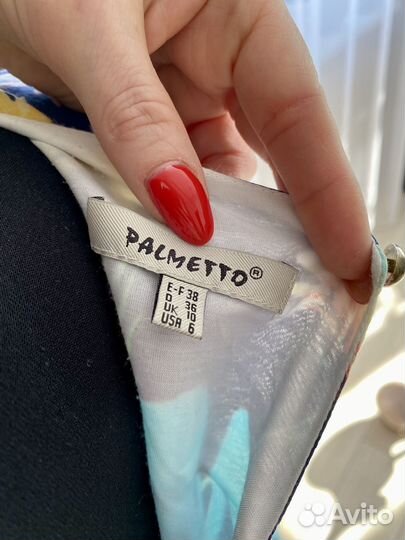 PALMETTO®
E-F 38
D 36
UK 10
USA 6
Avito